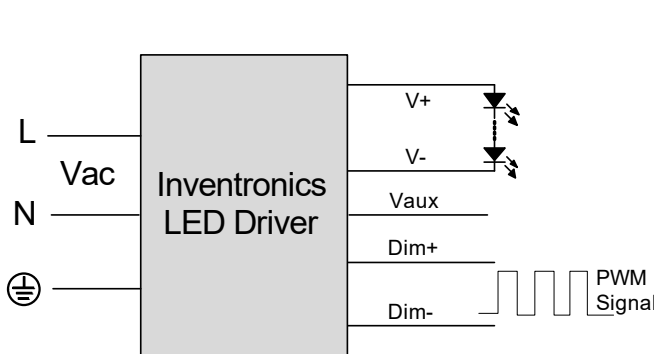 V+
L
Vac
V-
Inventronics
LED Driver
Vaux
N
Dim+
PWM
Signal
Dim-